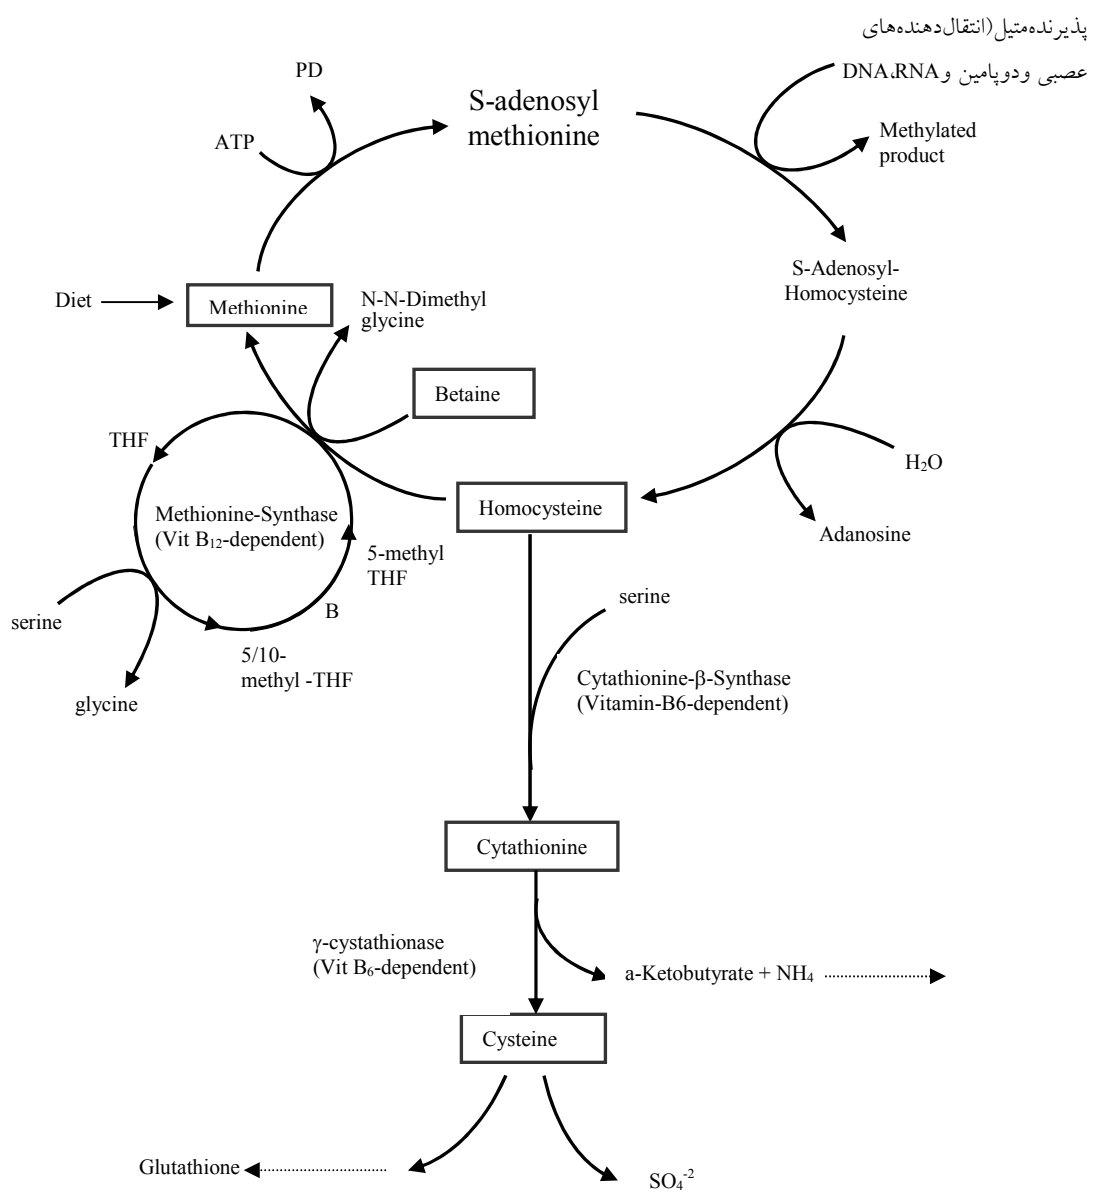 پذیرنده‌متیل(انتقال‌دهنده‌های
عصبی ودوپامین و DNA،RNA
PD
ATP
S-adenosyl
methionine
Methylated
product
S-Adenosyl-
Homocysteine
Diet
Methionine
N-N-Dimethyl
glycine
Betaine
THF
H₂O
Homocysteine
Methionine-Synthase
(Vit B₁₂-dependent)
Adanosine
5-methyl
THF
B
serine
serine
5/10-
methyl -THF
glycine
Cytathionine-β-Synthase
(Vitamin-B6-dependent)
Cytathionine
γ-cystathionase
(Vit B₆-dependent)
a-Ketobutyrate + NH₄
Cysteine
Glutathione
SO₄⁻²